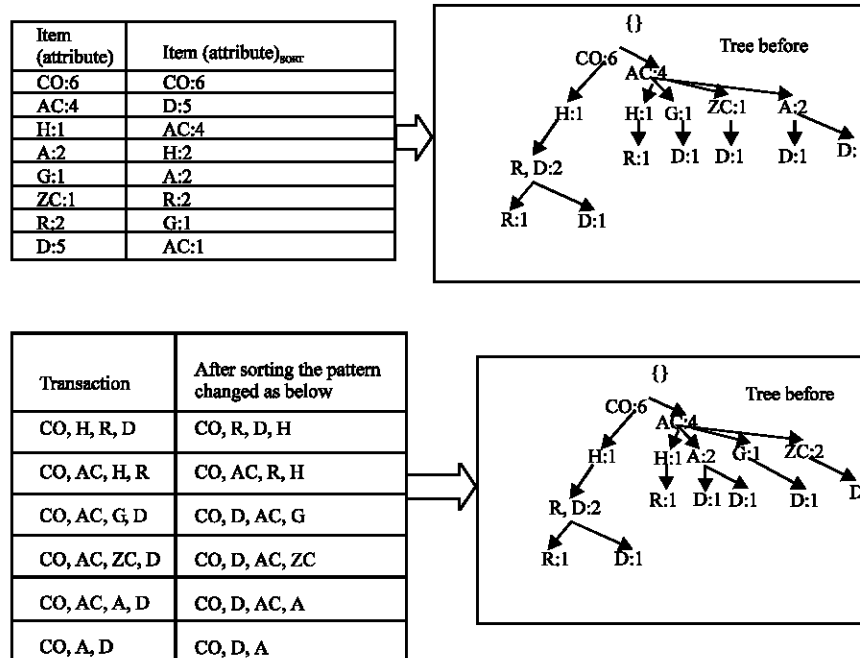 Item (attribute) Item (attribute)SORT
CO:6 CO:6
AC:4 D:5
H:1 AC:4
A:2 H:2
G:1 A:2
ZC:1 R:2
R;2 G:1
D:5 AC:1
{}
Tree before
CO:6
AC:4
H:1 H:1 G:1 ZC:1 A:2
R, D:2 R:1 D:1 D:1 D:1 D:
R:1 D:1
Transaction After sorting the pattern changed as below
CO, H, R, D CO, R, D, H
CO, AC, H, R CO, AC, R, H
CO, AC, G, D CO, D, AC, G
CO, AC, ZC, D CO, D, AC, ZC
CO, AC, A, D CO, D, AC, A
CO, A, D CO, D, A
{}
Tree before
CO:6
AC:4
H:1 H:1 A:2 G:1 ZC:2
R, D:2 R:1 D:1 D:1 D:1 D
R:1 D:1